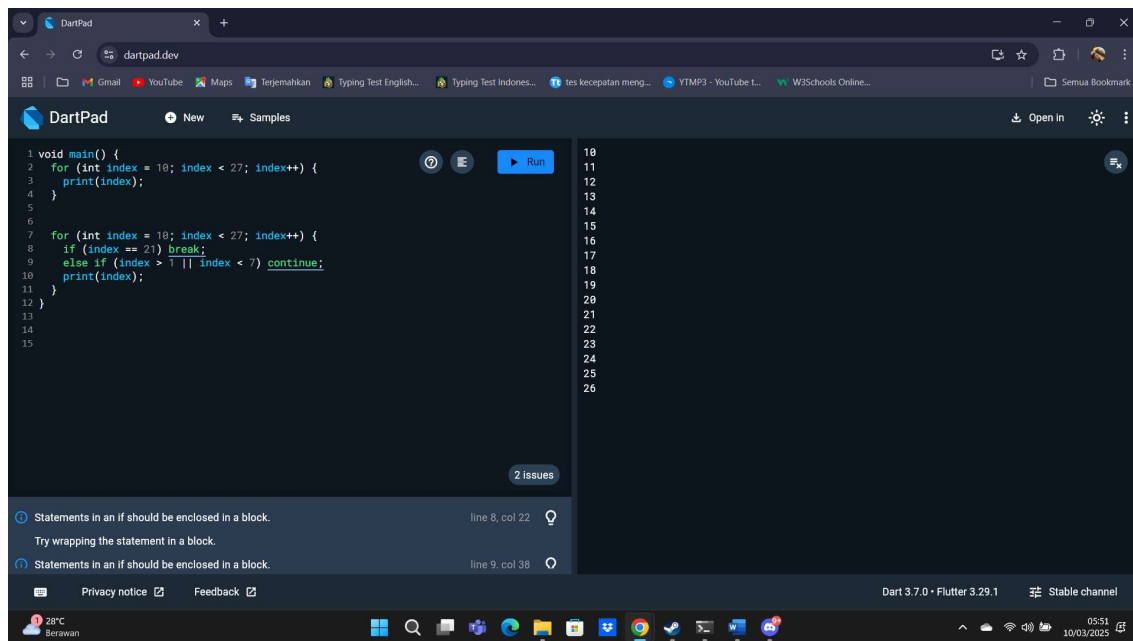 DartPad
dartpad.dev
Gmail YouTube Maps Terjemahkan Typing Test English... Typing Test Indones... tes kecepatan meng... YTMP3 - YouTube t... W3Schools Online... Semua Bookmark
DartPad New Samples Open in
1 void main() {
2 for (int index = 10; index < 27; index++) {
3 print(index);
4 }
5
6
7 for (int index = 10; index < 27; index++) {
8 if (index == 21) break;
9 else if (index > 1 || index < 7) continue;
10 print(index);
11 }
12 }
13
14
15
Run
10
11
12
13
14
15
16
17
18
19
20
21
22
23
24
25
26
2 issues
Statements in an if should be enclosed in a block. line 8, col 22
Try wrapping the statement in a block.
Statements in an if should be enclosed in a block. line 9, col 38
Privacy notice Feedback Dart 3.7.0 • Flutter 3.29.1 Stable channel
1
28°C
Berawan
05:51
10/03/2025